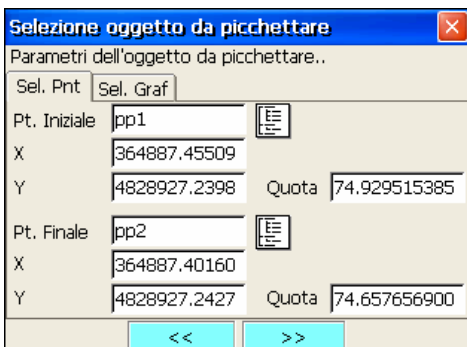 Selezione oggetto da picchettare
Parametri dell'oggetto da picchettare..
Sel. Pnt Sel. Graf
Pt. Iniziale pp1
X 364887.45509
Y 4828927.2398 Quota 74.929515385
Pt. Finale pp2
X 364887.40160
Y 4828927.2427 Quota 74.657656900
<< >>